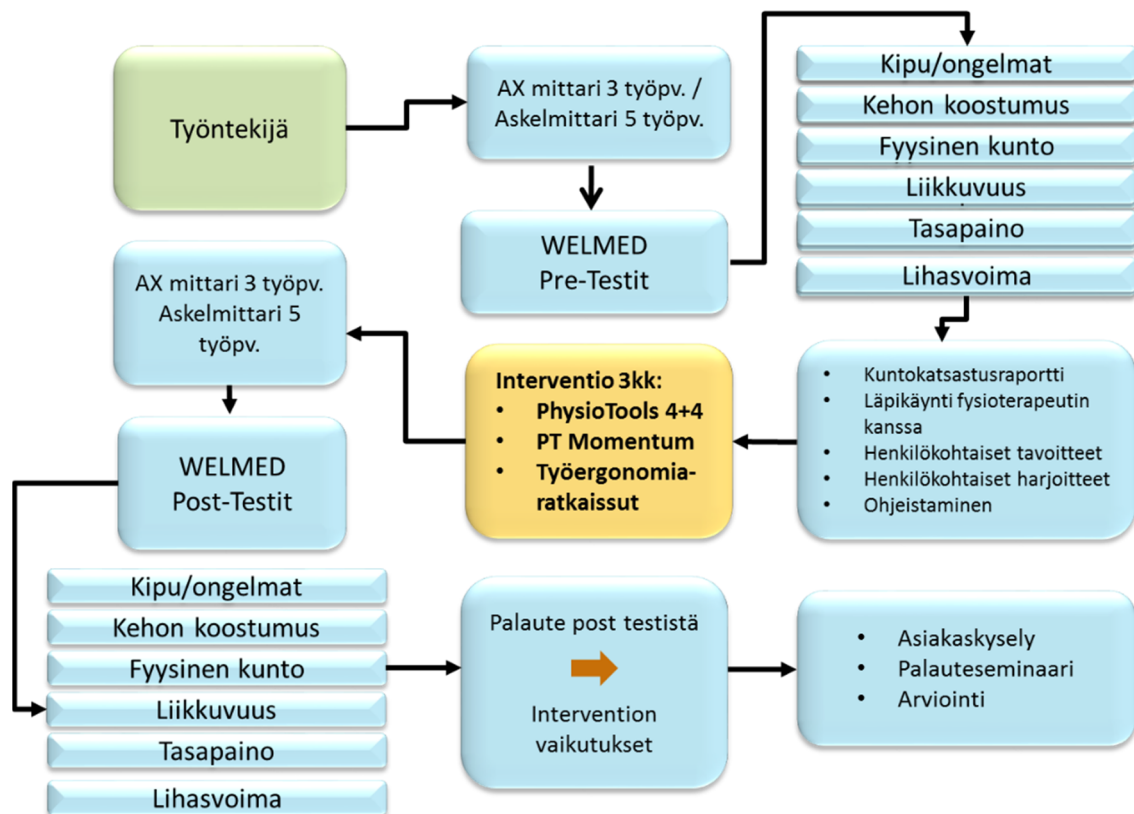 Työntekijä
AX mittari 3 työpv. /
Askelmittari 5 työpv.
WELMED
Pre-Testit
Kipu/ongelmat
Kehon koostumus
Fyysinen kunto
Liikkuvuus
Tasapaino
Lihasvoima
• Kuntokatsastusraportti
• Läpikäynti fysioterapeutin
kanssa
• Henkilökohtaiset tavoitteet
• Henkilökohtaiset harjoitteet
• Ohjeistaminen
Interventio 3kk:
• PhysioTools 4+4
• PT Momentum
• Työergonomia-
ratkaissut
AX mittari 3 työpv.
Askelmittari 5
työpv.
WELMED
Post-Testit
Kipu/ongelmat
Kehon koostumus
Fyysinen kunto
Liikkuvuus
Tasapaino
Lihasvoima
Palaute post testistä
Intervention
vaikutukset
• Asiakaskysely
• Palauteseminaari
• Arviointi